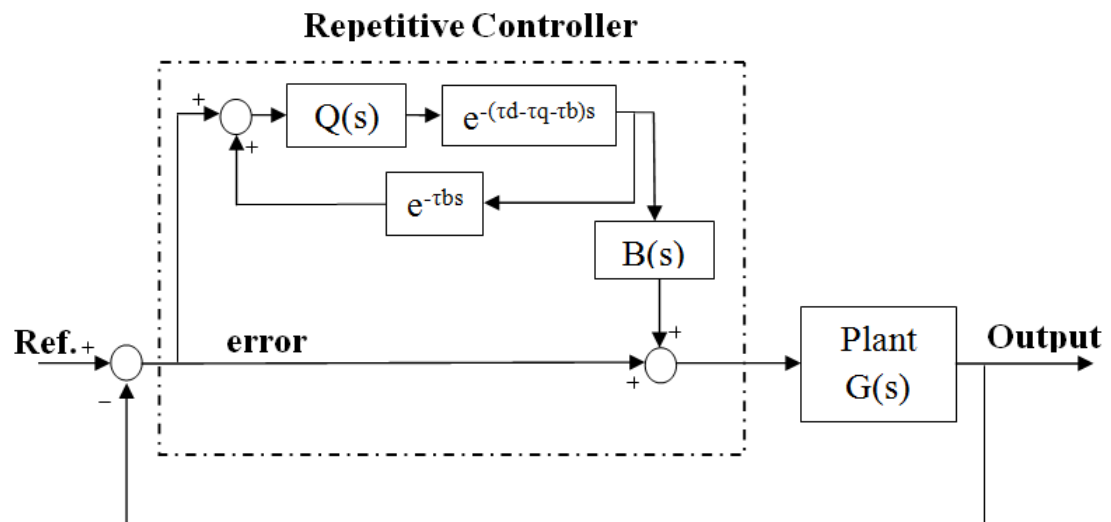 Repetitive Controller
+
Q(s)
e-(τd-τq-τb)s
+
e-τbs
B(s)
Ref. +
error
+
+
−
Plant
G(s)
Output